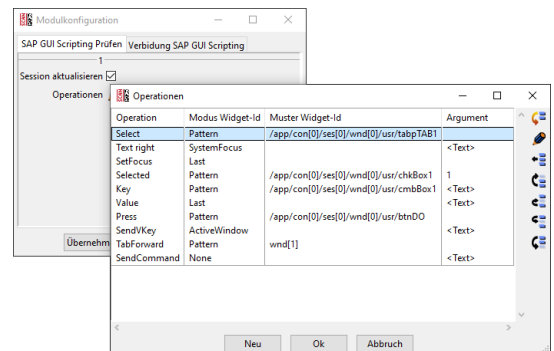 Modulkonfiguration
SAP GUI Scripting Prüfen Verbidung SAP GUI Scripting
1
Session aktualisieren
Operationen
Übernehm
Operationen
Operation Modus Widget-Id Muster Widget-Id Argument
Select Pattern /app/con[0]/ses[0]/wnd[0]/usr/tabpTAB1
Text right SystemFocus <Text>
SetFocus Last
Selected Pattern /app/con[0]/ses[0]/wnd[0]/usr/chkBox1 1
Key Pattern /app/con[0]/ses[0]/wnd[0]/usr/cmbBox1 <Text>
Value Last <Text>
Press Pattern /app/con[0]/ses[0]/wnd[0]/usr/btnDO
SendVKey ActiveWindow <Text>
TabForward Pattern wnd[1]
SendCommand None <Text>
Neu Ok Abbruch